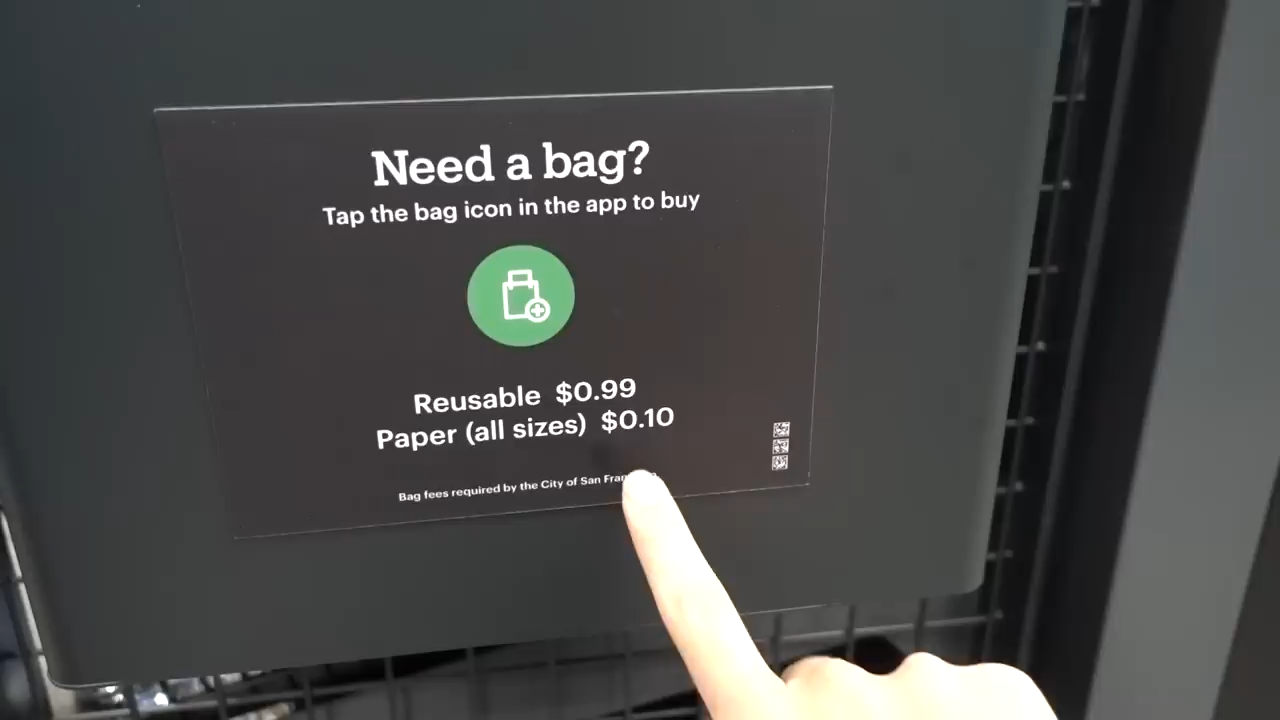 Need a bag?
Tap the bag icon in the app to buy
Reusable $0.99
Paper (all sizes) $0.10
Bag fees required by the City of San